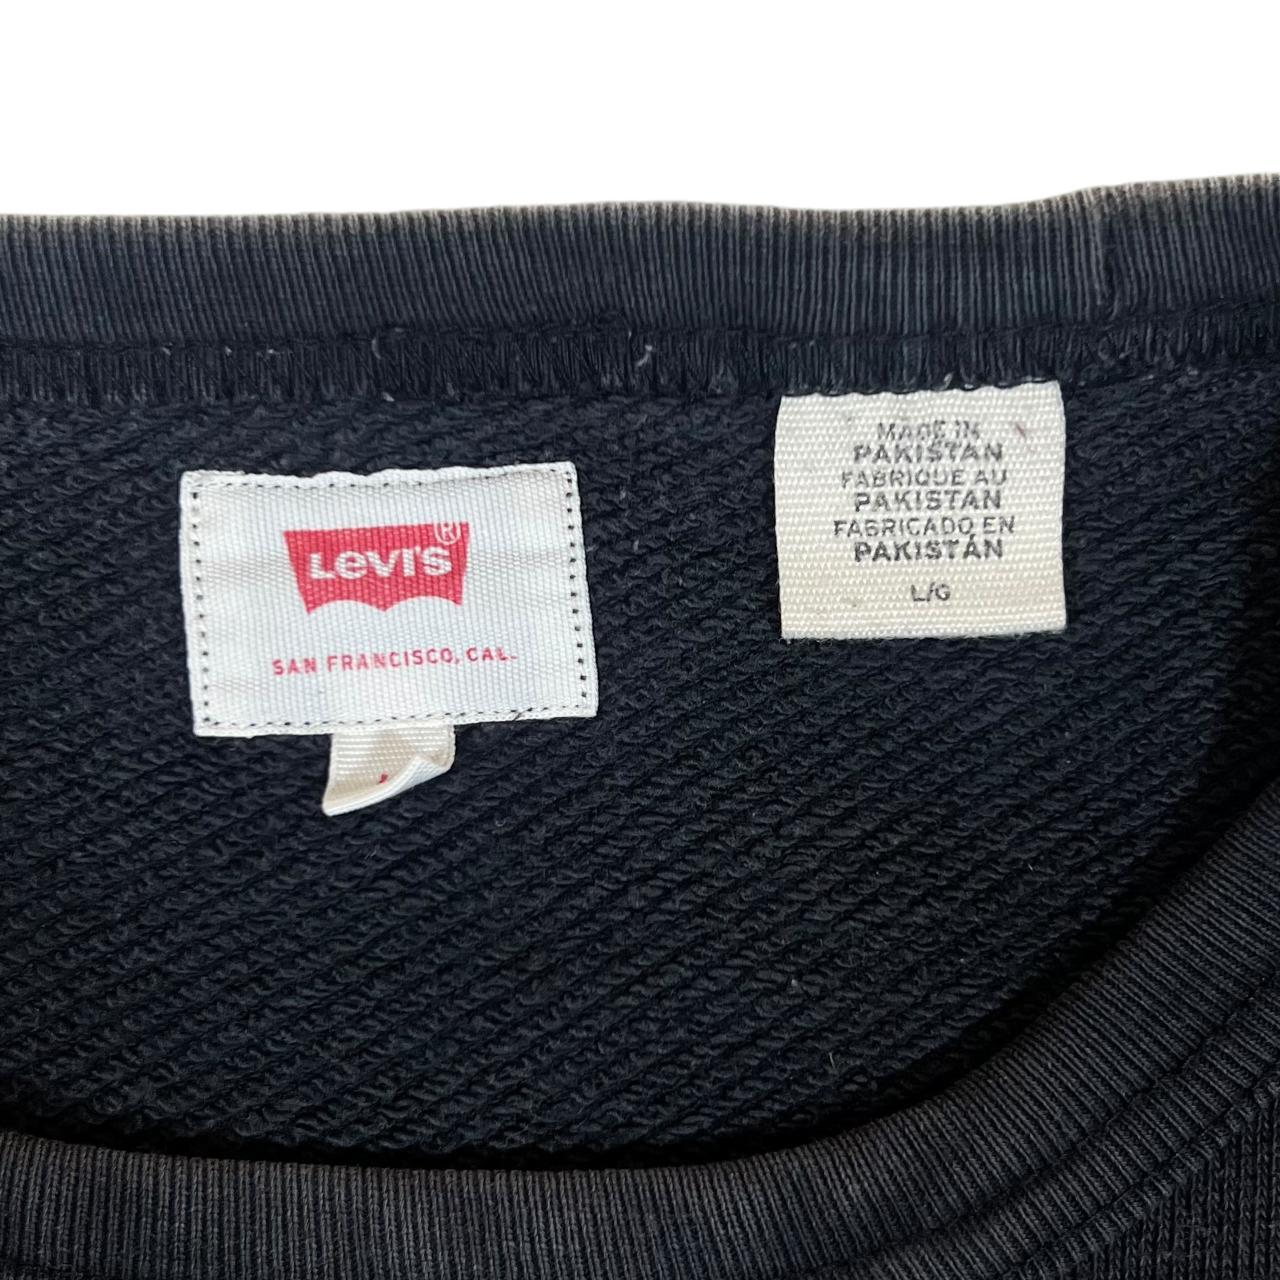 LEVI'S®
SAN FRANCISCO, CAL.
MADE IN
PAKISTAN
FABRIQUE AU
PAKISTAN
FABRICADO EN
PAKISTÁN
L/G